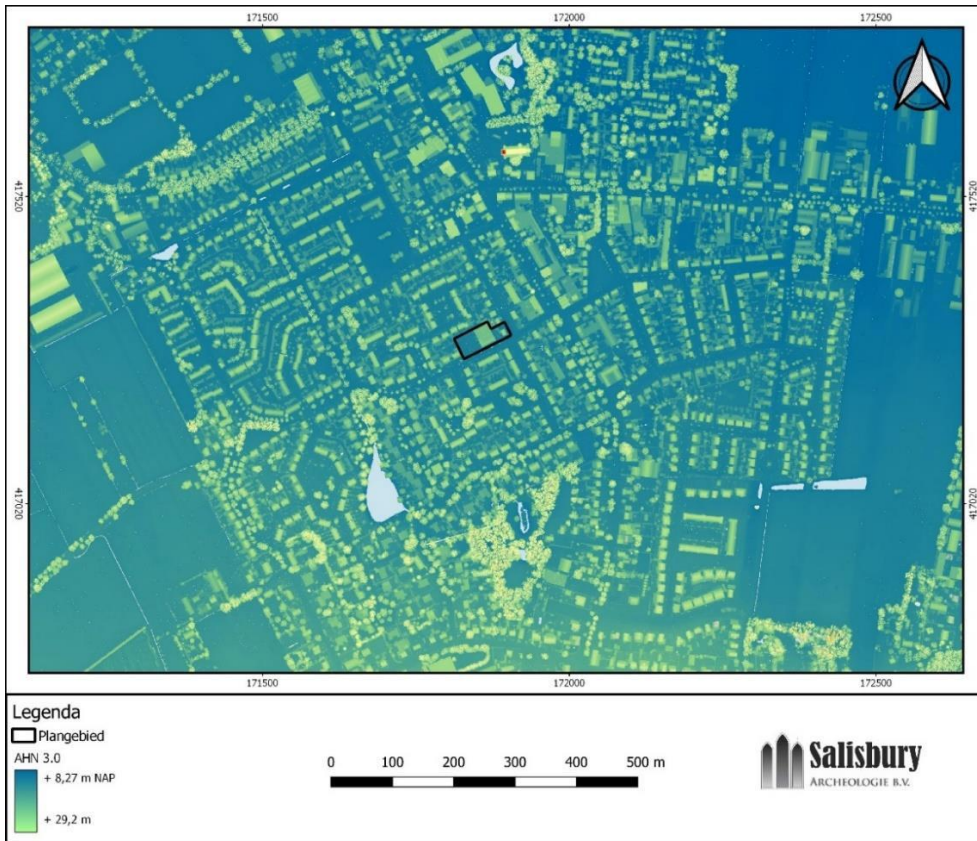 171500 172000 172500
417520 417520
417020 417020
171500 172000 172500
Legenda
Plangebied
AHN 3.0
+ 8,27 m NAP
+ 29,2 m
0 100 200 300 400 500 m
Salisbury
ARCHEOLOGIE B.V.